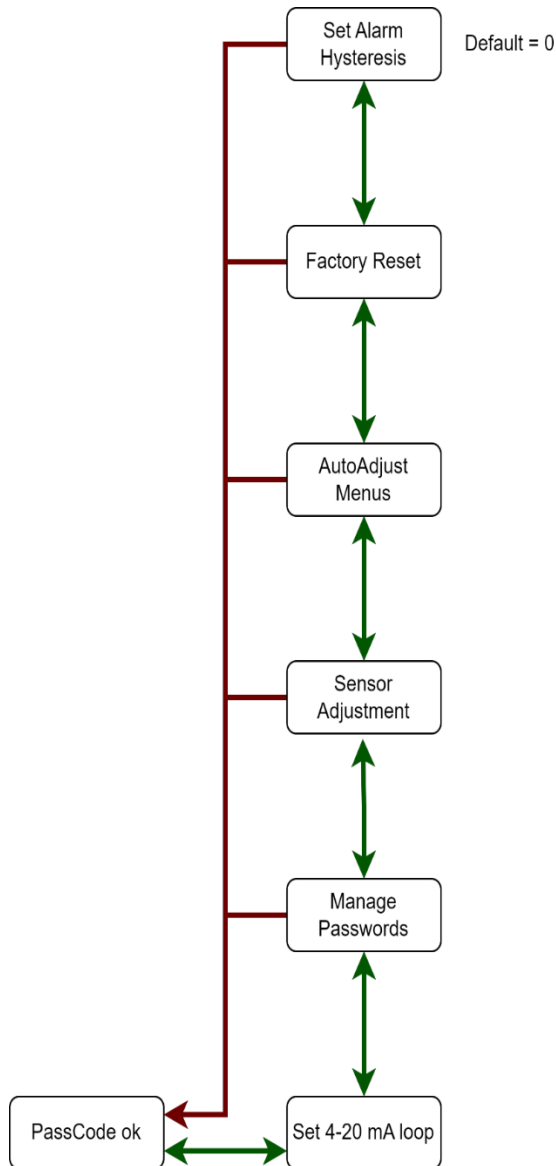 Set Alarm
Hysteresis
Default = 0
Factory Reset
AutoAdjust
Menus
Sensor
Adjustment
Manage
Passwords
PassCode ok
Set 4-20 mA loop